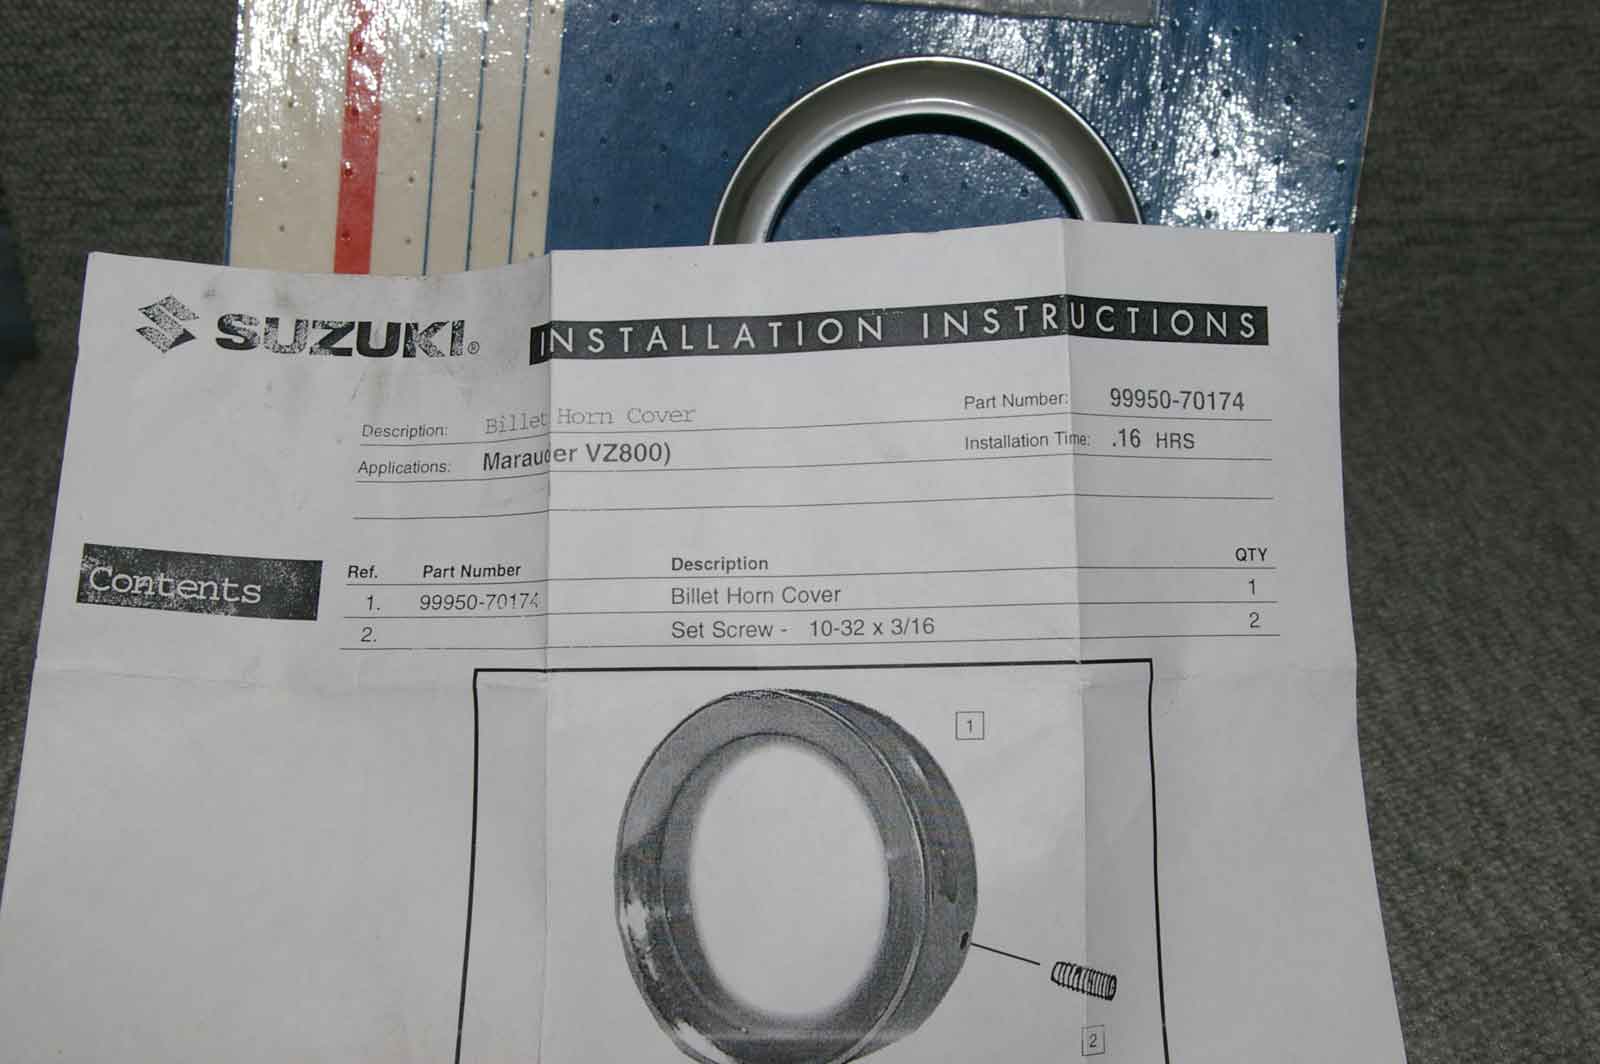 SUZUKI® INSTALLATION INSTRUCTIONS
Description: Billet Horn Cover Part Number: 99950-70174
Applications: Marauder VZ800) Installation Time: .16 HRS
Contents
Ref. Part Number Description QTY
1. 99950-70174 Billet Horn Cover 1
2. Set Screw - 10-32 x 3/16 2
1
2